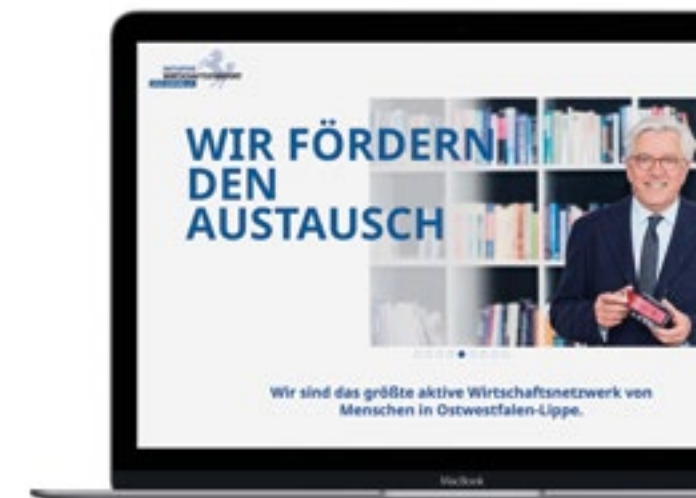 WIR FÖRDERN
DEN
AUSTAUSCH
Wir sind das größte aktive Wirtschaftsnetzwerk von
Menschen in Ostwestfalen-Lippe.
MacBook